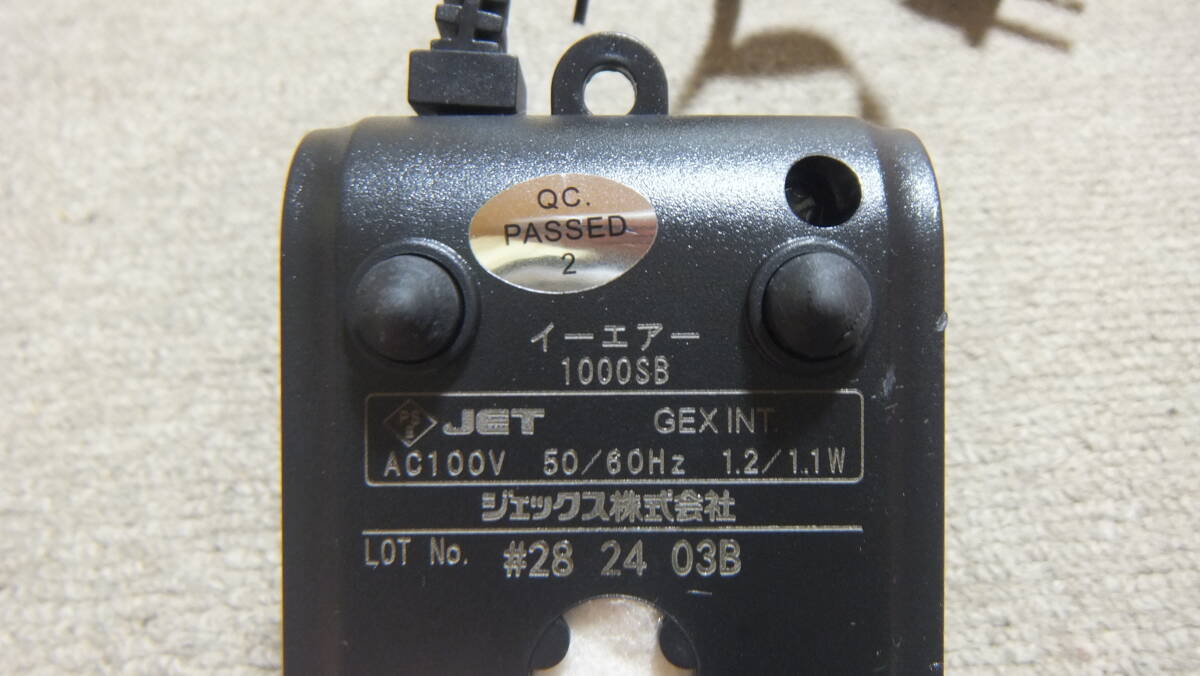 QC.
PASSED
2
イーエアー
1000SB
PS
E
JET GEX INT.
AC100V 50/60Hz 1.2/1.1W
ジェックス株式会社
LOT No. #28 24 03B